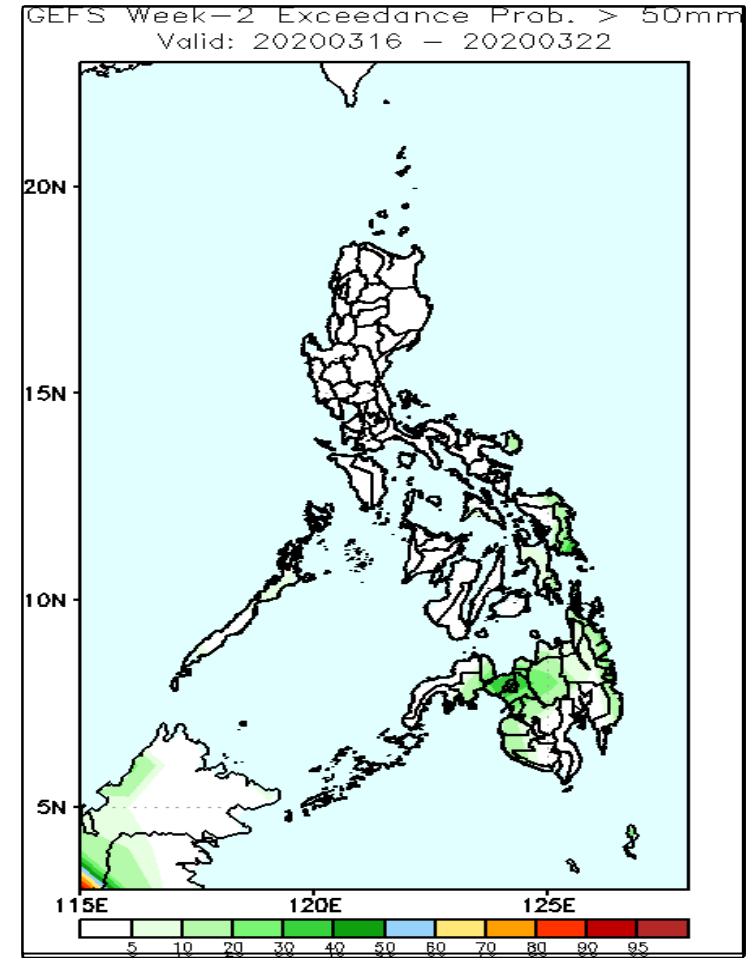 GEFS Week-2 Exceedance Prob. > 50mm
Valid: 20200316 - 20200322
20N
15N
10N
5N
115E 120E 125E
5 10 20 30 40 50 60 70 80 90 95